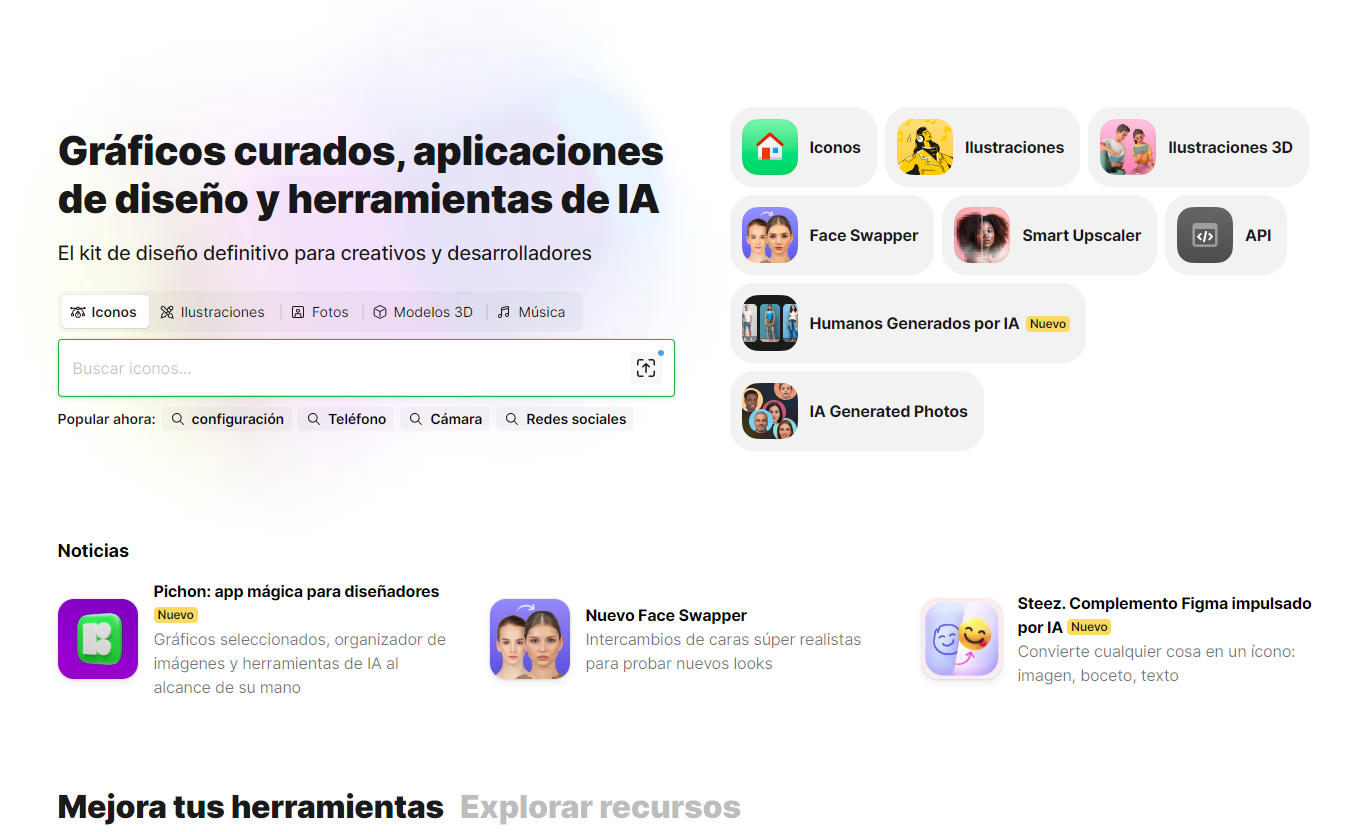 Gráficos curados, aplicaciones
de diseño y herramientas de IA
El kit de diseño definitivo para creativos y desarrolladores
Iconos
Ilustraciones
Fotos
Modelos 3D
Música
Buscar iconos...
Popular ahora:
configuración
Teléfono
Cámara
Redes sociales
Iconos
Ilustraciones
Ilustraciones 3D
Face Swapper
Smart Upscaler
API
Humanos Generados por IA Nuevo
IA Generated Photos
Noticias
Pichon: app mágica para diseñadores
Nuevo
Gráficos seleccionados, organizador de
imágenes y herramientas de IA al
alcance de su mano
Nuevo Face Swapper
Intercambios de caras súper realistas
para probar nuevos looks
Steez. Complemento Figma impulsado
por IA Nuevo
Convierte cualquier cosa en un ícono:
imagen, boceto, texto
Mejora tus herramientas Explorar recursos